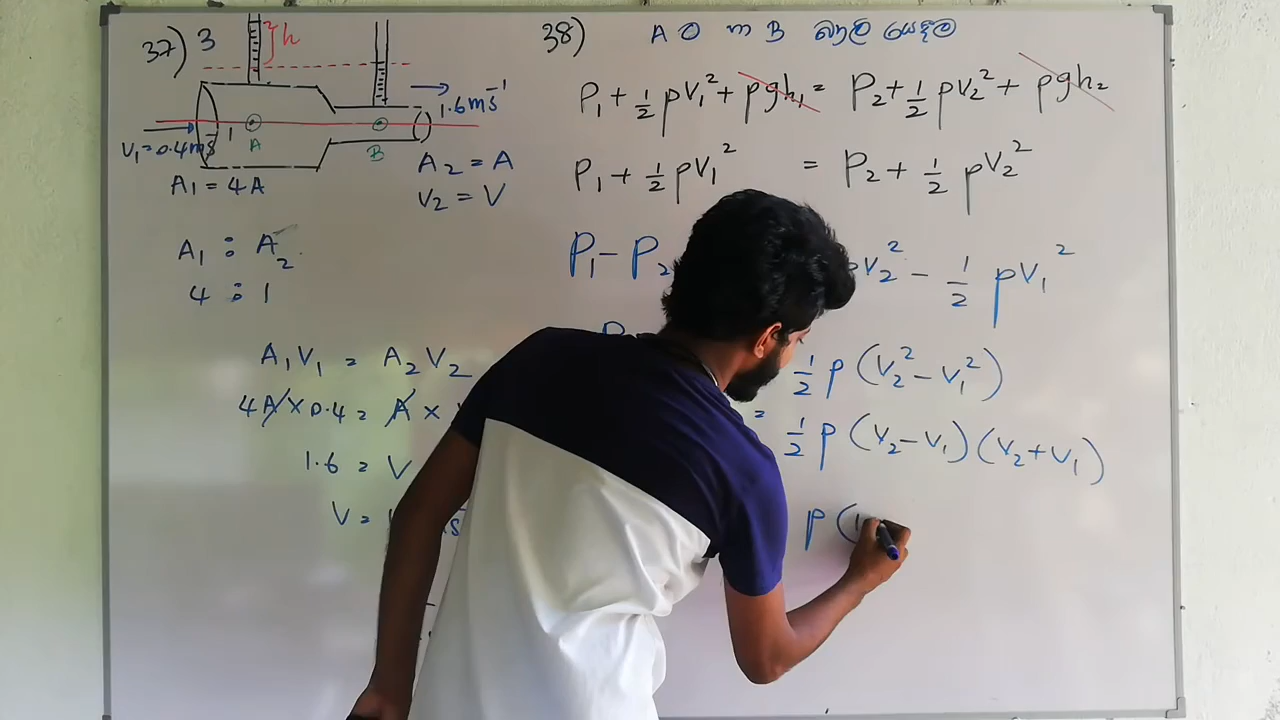 37) 3
h
1.6ms⁻¹
V₁=0.4ms⁻¹
A
B
A₁ = 4A
A₂ = A
V₂ = V
A₁ : A₂
4 : 1
A₁V₁ = A₂V₂
4A × 0.4 = A ×
1.6 = V
V =
38) A ට හා B බාලි යෙදීම
P₁ + ½ρV₁² + ρgh₁ = P₂ + ½ρV₂² + ρgh₂
P₁ + ½ρV₁² = P₂ + ½ρV₂²
P₁ - P₂ ρV₂² - ½ρV₁²
½ρ(V₂² - V₁²)
= ½ρ(V₂ - V₁)(V₂ + V₁)
ρ(1